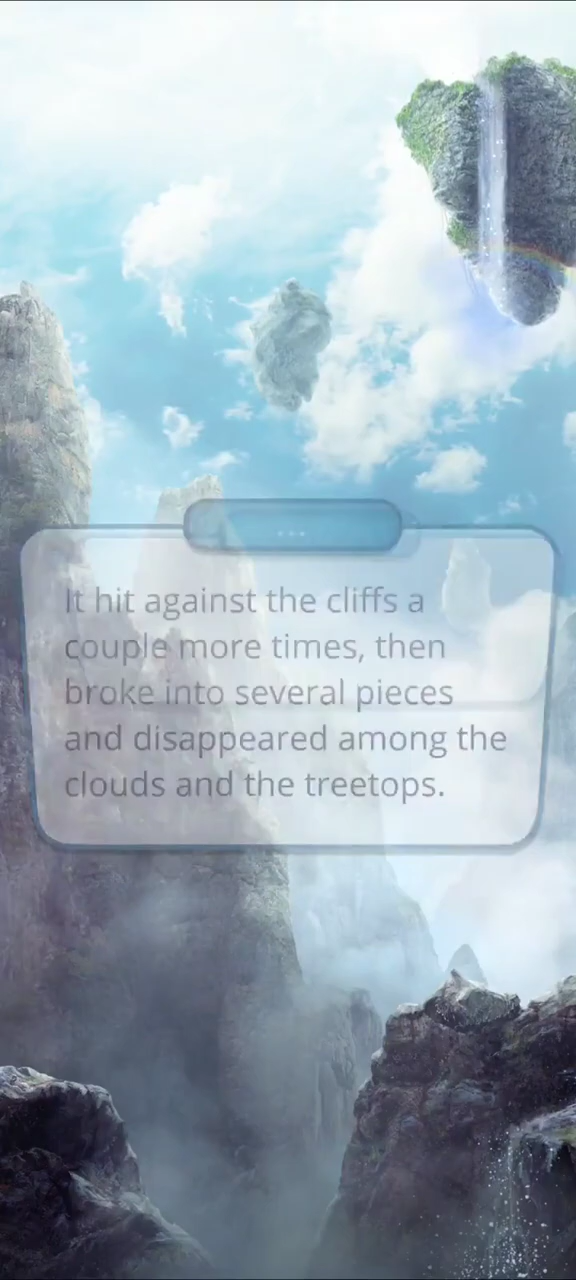 ...
It hit against the cliffs a
couple more times, then
broke into several pieces
and disappeared among the
clouds and the treetops.